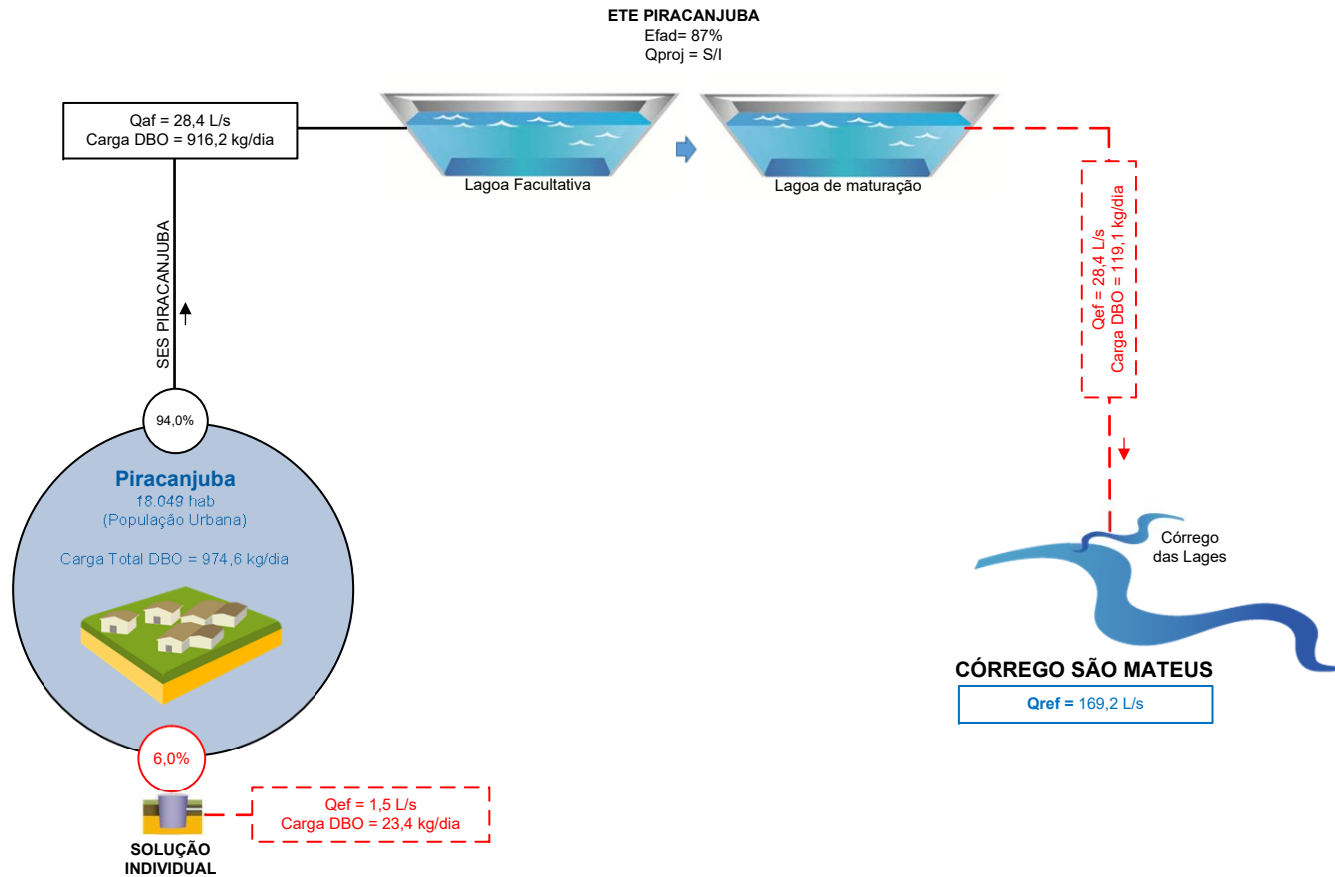 ETE PIRACANJUBA
Efad= 87%
Qproj = S/I
Qaf = 28,4 L/s
Carga DBO = 916,2 kg/dia
Lagoa Facultativa
Lagoa de maturação
Qef = 28,4 L/s
Carga DBO = 119,1 kg/dia
SES PIRACANJUBA
94,0%
Piracanjuba
18.049 hab
(População Urbana)
Carga Total DBO = 974,6 kg/dia
Córrego
das Lages
CÓRREGO SÃO MATEUS
Qref = 169,2 L/s
6,0%
Qef = 1,5 L/s
Carga DBO = 23,4 kg/dia
SOLUÇÃO
INDIVIDUAL